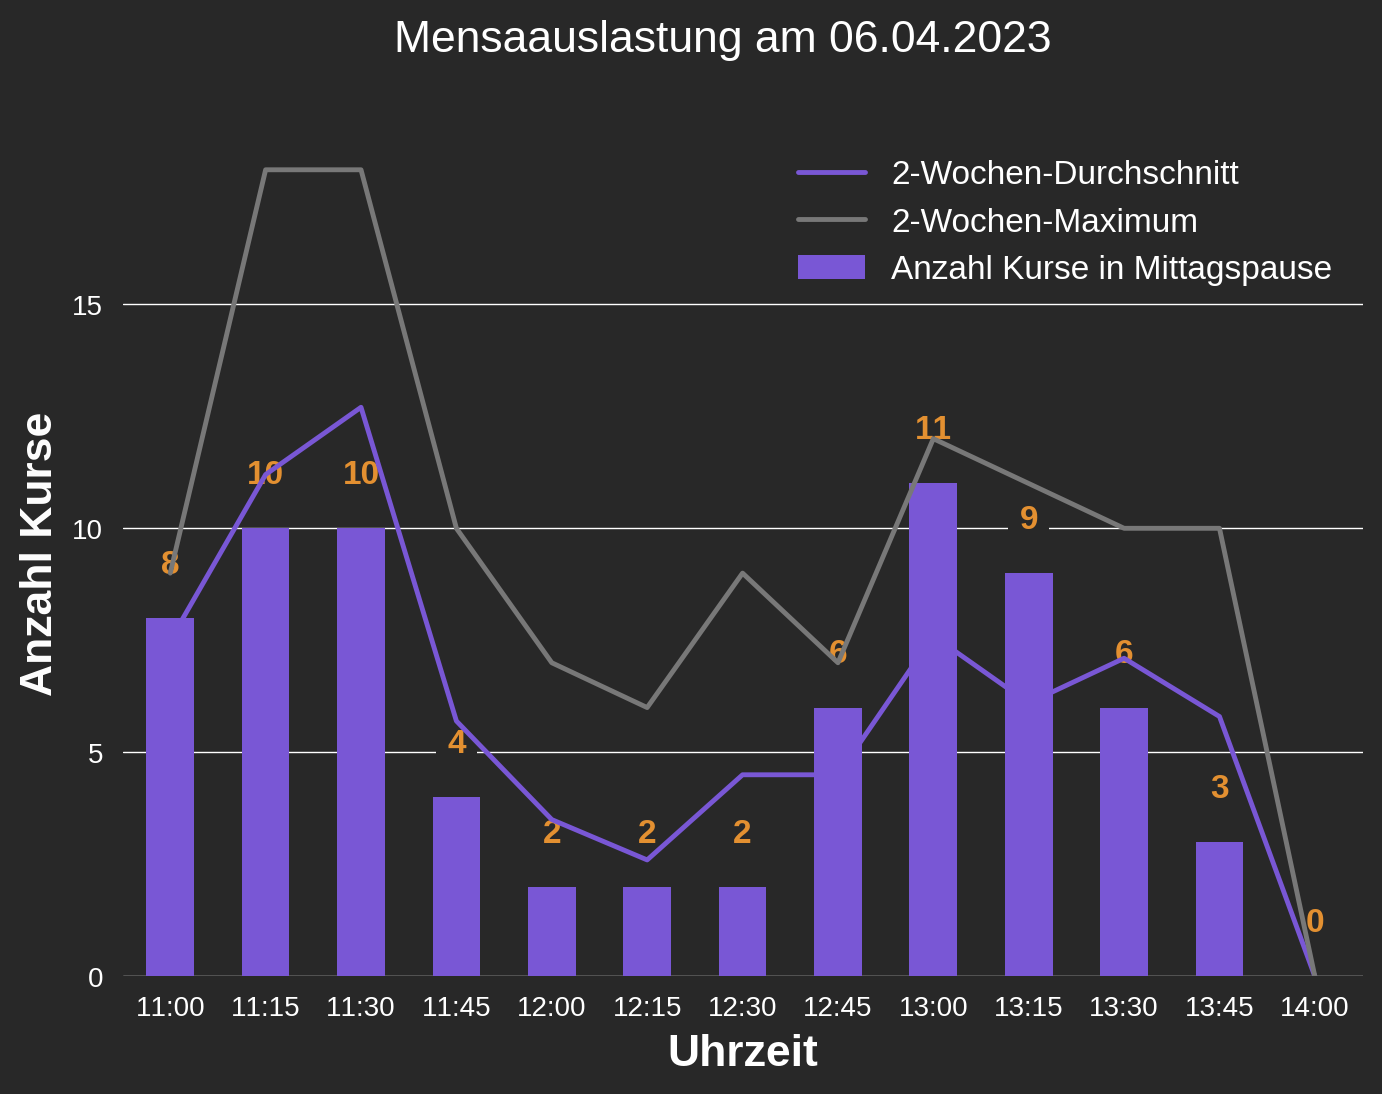 Mensaauslastung am 06.04.2023
2-Wochen-Durchschnitt
2-Wochen-Maximum
Anzahl Kurse in Mittagspause
Anzahl Kurse
15
10
5
0
8
10
10
4
2
2
2
6
11
9
6
3
0
11:00 11:15 11:30 11:45 12:00 12:15 12:30 12:45 13:00 13:15 13:30 13:45 14:00
Uhrzeit